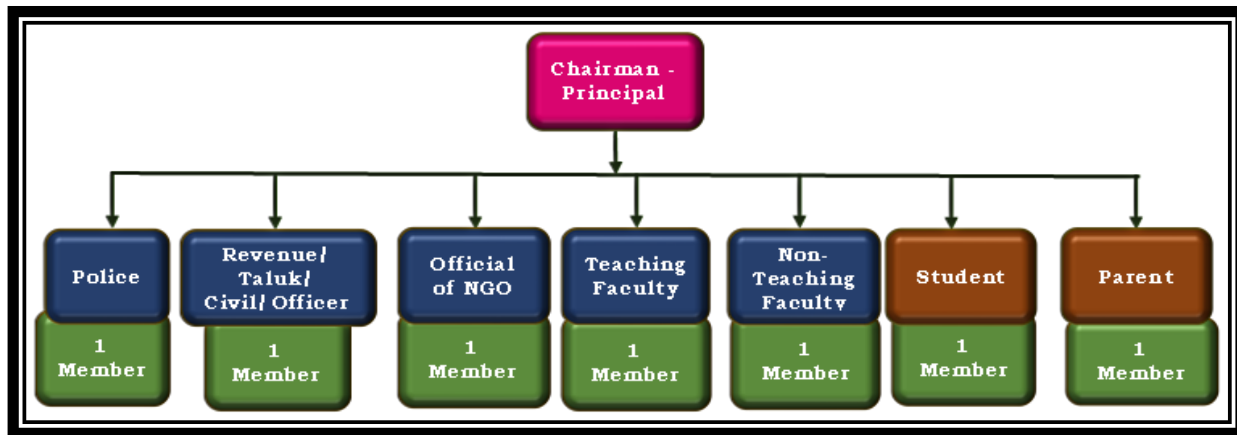 Chairman -
Principal
Police
Revenue/
Taluk/
Civil/ Officer
Official
of NGO
Teaching
Faculty
Non-
Teaching
Faculty
Student
Parent
1
Member
1
Member
1
Member
1
Member
1
Member
1
Member
1
Member